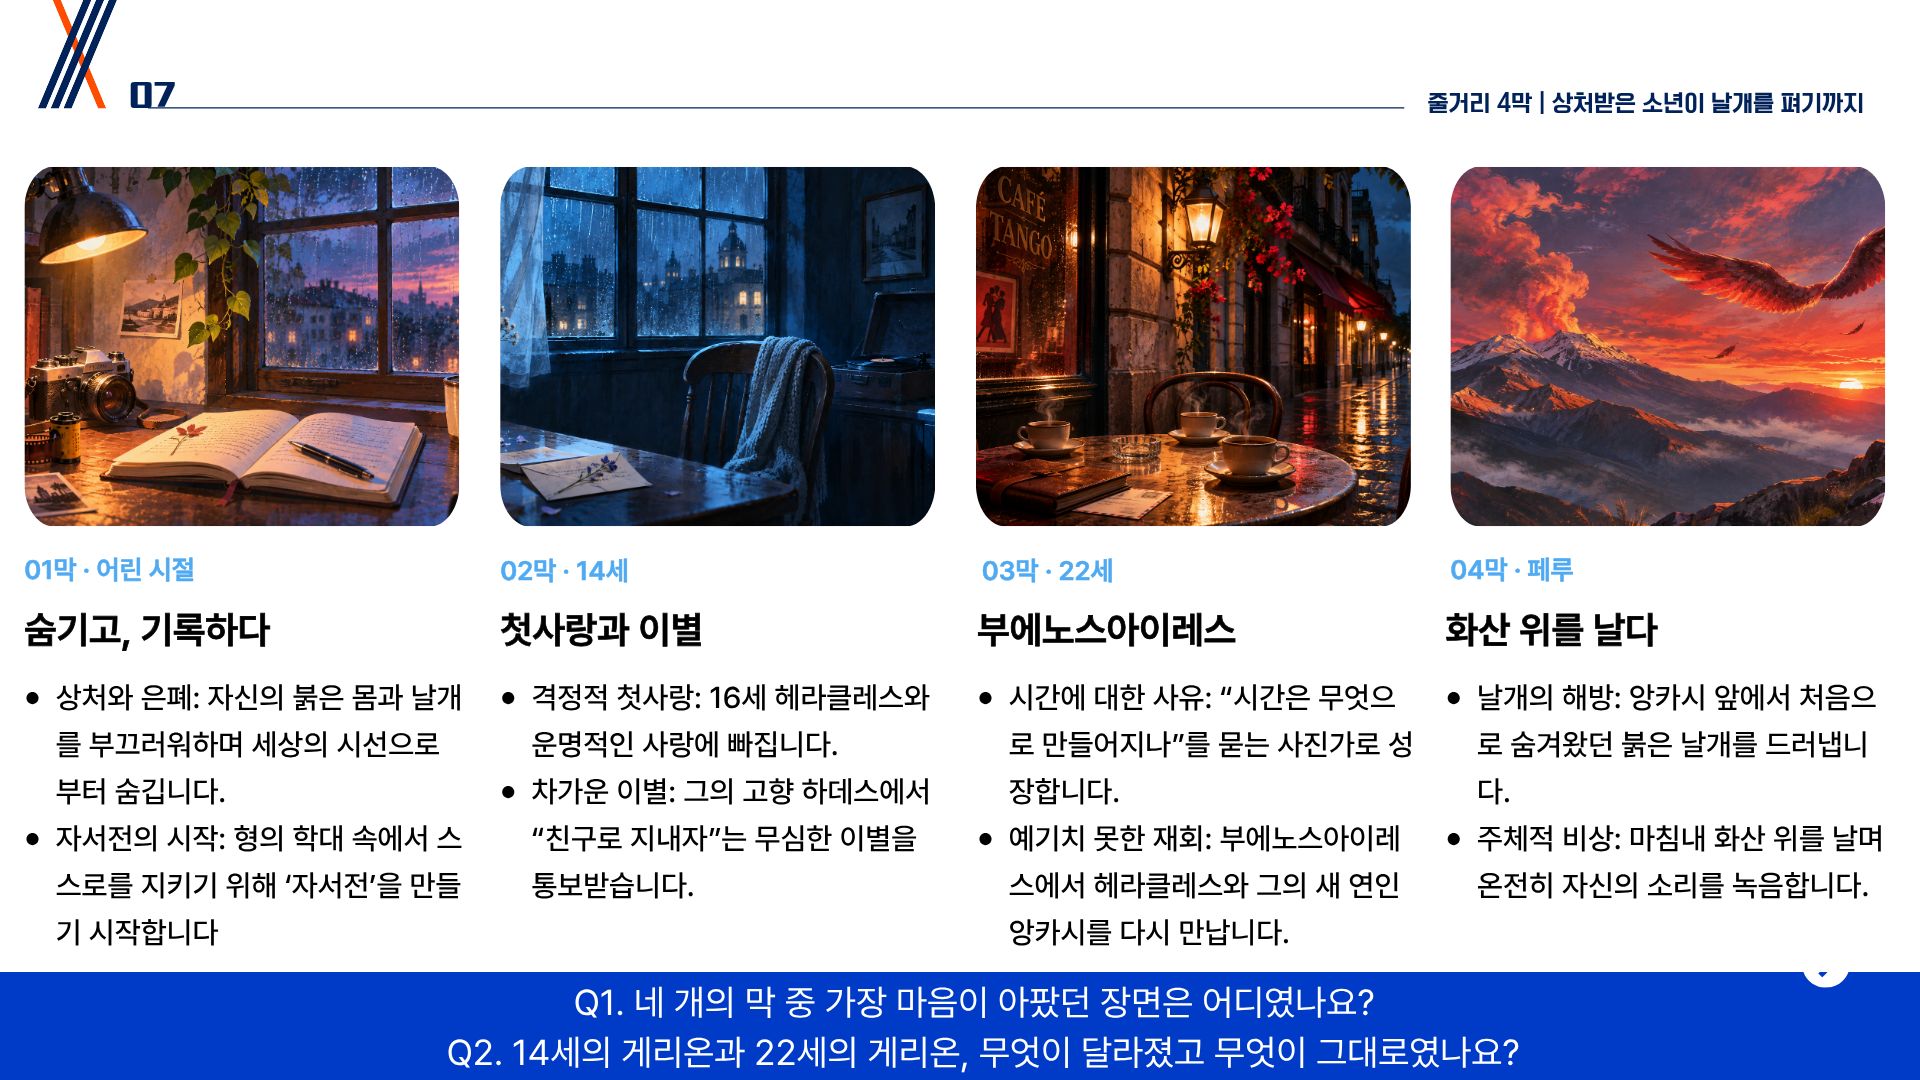 07
줄거리 4막 | 상처받은 소년이 날개를 펴기까지
CAFÉ
TANGO
01막 · 어린 시절
숨기고, 기록하다
● 상처와 은폐: 자신의 붉은 몸과 날개
를 부끄러워하며 세상의 시선으로
부터 숨깁니다.
● 자서전의 시작: 형의 학대 속에서 스
스로를 지키기 위해 ‘자서전’을 만들
기 시작합니다
02막 · 14세
첫사랑과 이별
● 격정적 첫사랑: 16세 헤라클레스와
운명적인 사랑에 빠집니다.
● 차가운 이별: 그의 고향 하데스에서
“친구로 지내자”는 무심한 이별을
통보받습니다.
03막 · 22세
부에노스아이레스
● 시간에 대한 사유: “시간은 무엇으
로 만들어지나”를 묻는 사진가로 성
장합니다.
● 예기치 못한 재회: 부에노스아이레
스에서 헤라클레스와 그의 새 연인
앙카시를 다시 만납니다.
04막 · 페루
화산 위를 날다
● 날개의 해방: 앙카시 앞에서 처음으
로 숨겨왔던 붉은 날개를 드러냅니
다.
● 주체적 비상: 마침내 화산 위를 날며
온전히 자신의 소리를 녹음합니다.
Q1. 네 개의 막 중 가장 마음이 아팠던 장면은 어디였나요?
Q2. 14세의 게리온과 22세의 게리온, 무엇이 달라졌고 무엇이 그대로였나요?